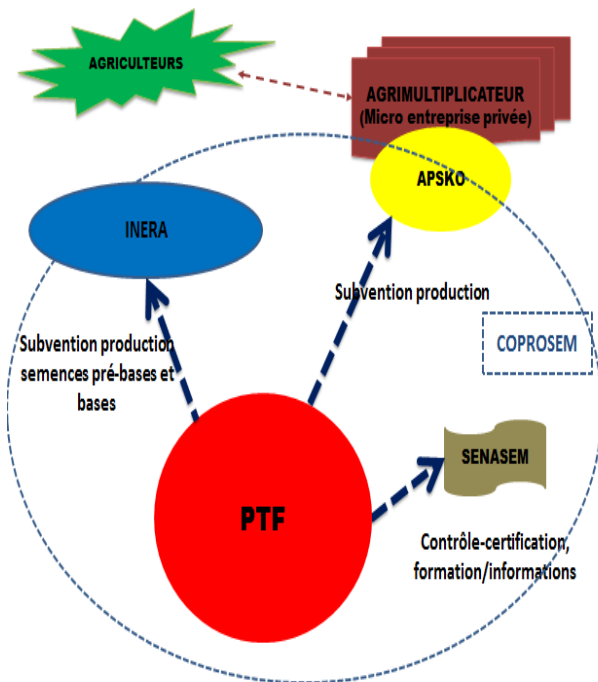 AGRICULTEURS
AGRIMULTIPLICATEUR
(Micro entreprise privée)
APSKO
INERA
Subvention production
Subvention production
semences pré-bases et
bases
COPROSEM
SENASEM
PTF
Contrôle-certification,
formation/informations